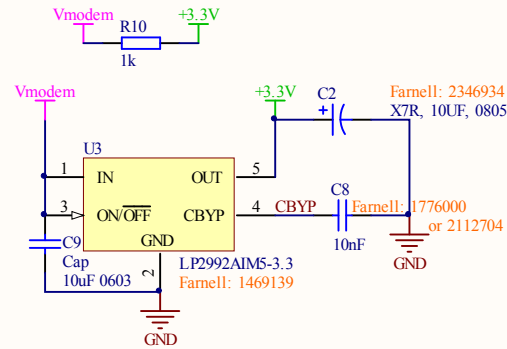 Vmodem
R10
+3.3V
1k
Vmodem
+3.3V
C2
+
Farnell: 2346934
X7R, 10UF, 0805
U3
1
IN
OUT
5
3
ON/OFF
CBYP
4
CBYP
C8
Farnell: 1776000
or 2112704
10nF
GND
C9
Cap
10uF 0603
GND
2
LP2992AIM5-3.3
Farnell: 1469139
GND